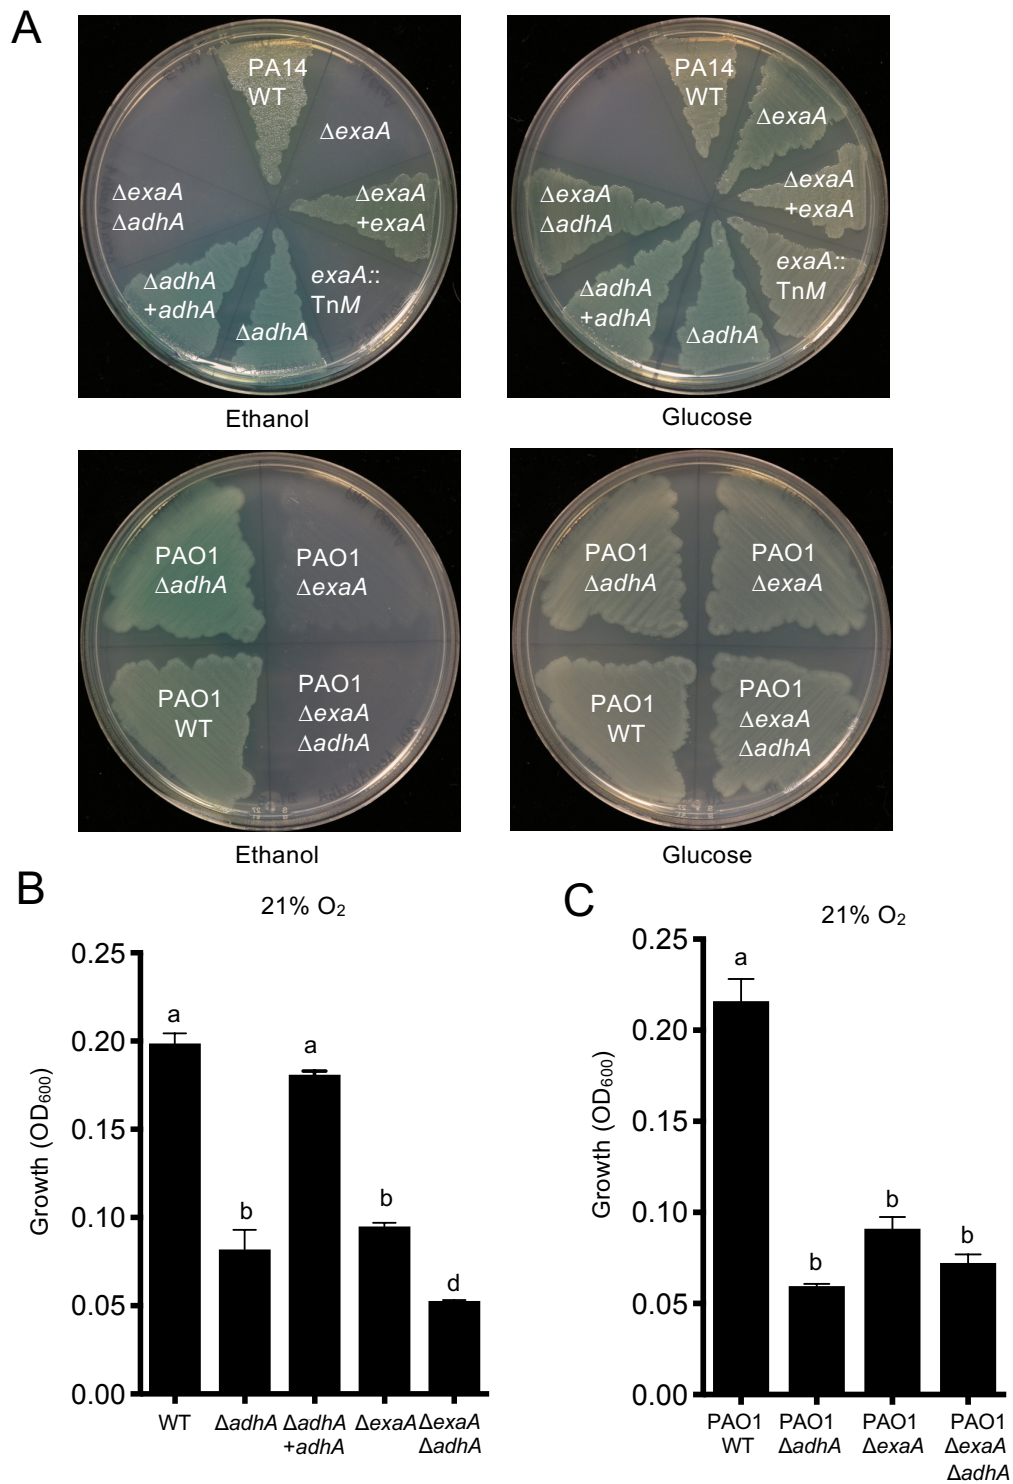 A
PA14
WT
ΔexaA
ΔexaA
+exaA
exaA::
TnM
ΔadhA
ΔadhA
+adhA
ΔexaA
ΔadhA
Ethanol
PA14
WT
ΔexaA
ΔexaA
+exaA
exaA::
TnM
ΔadhA
ΔadhA
+adhA
ΔexaA
ΔadhA
Glucose
PAO1
ΔadhA
PAO1
ΔexaA
PAO1
WT
PAO1
ΔexaA
ΔadhA
Ethanol
PAO1
ΔadhA
PAO1
ΔexaA
PAO1
WT
PAO1
ΔexaA
ΔadhA
Glucose
B
21% O₂
Growth (OD₆₀₀)
0.25
0.20
0.15
0.10
0.05
0.00
a
b
a
b
d
WT
ΔadhA
ΔadhA
+adhA
ΔexaA
ΔexaA
ΔadhA
C
21% O₂
Growth (OD₆₀₀)
0.25
0.20
0.15
0.10
0.05
0.00
a
b
b
b
PAO1
WT
PAO1
ΔadhA
PAO1
ΔexaA
PAO1
ΔexaA
ΔadhA